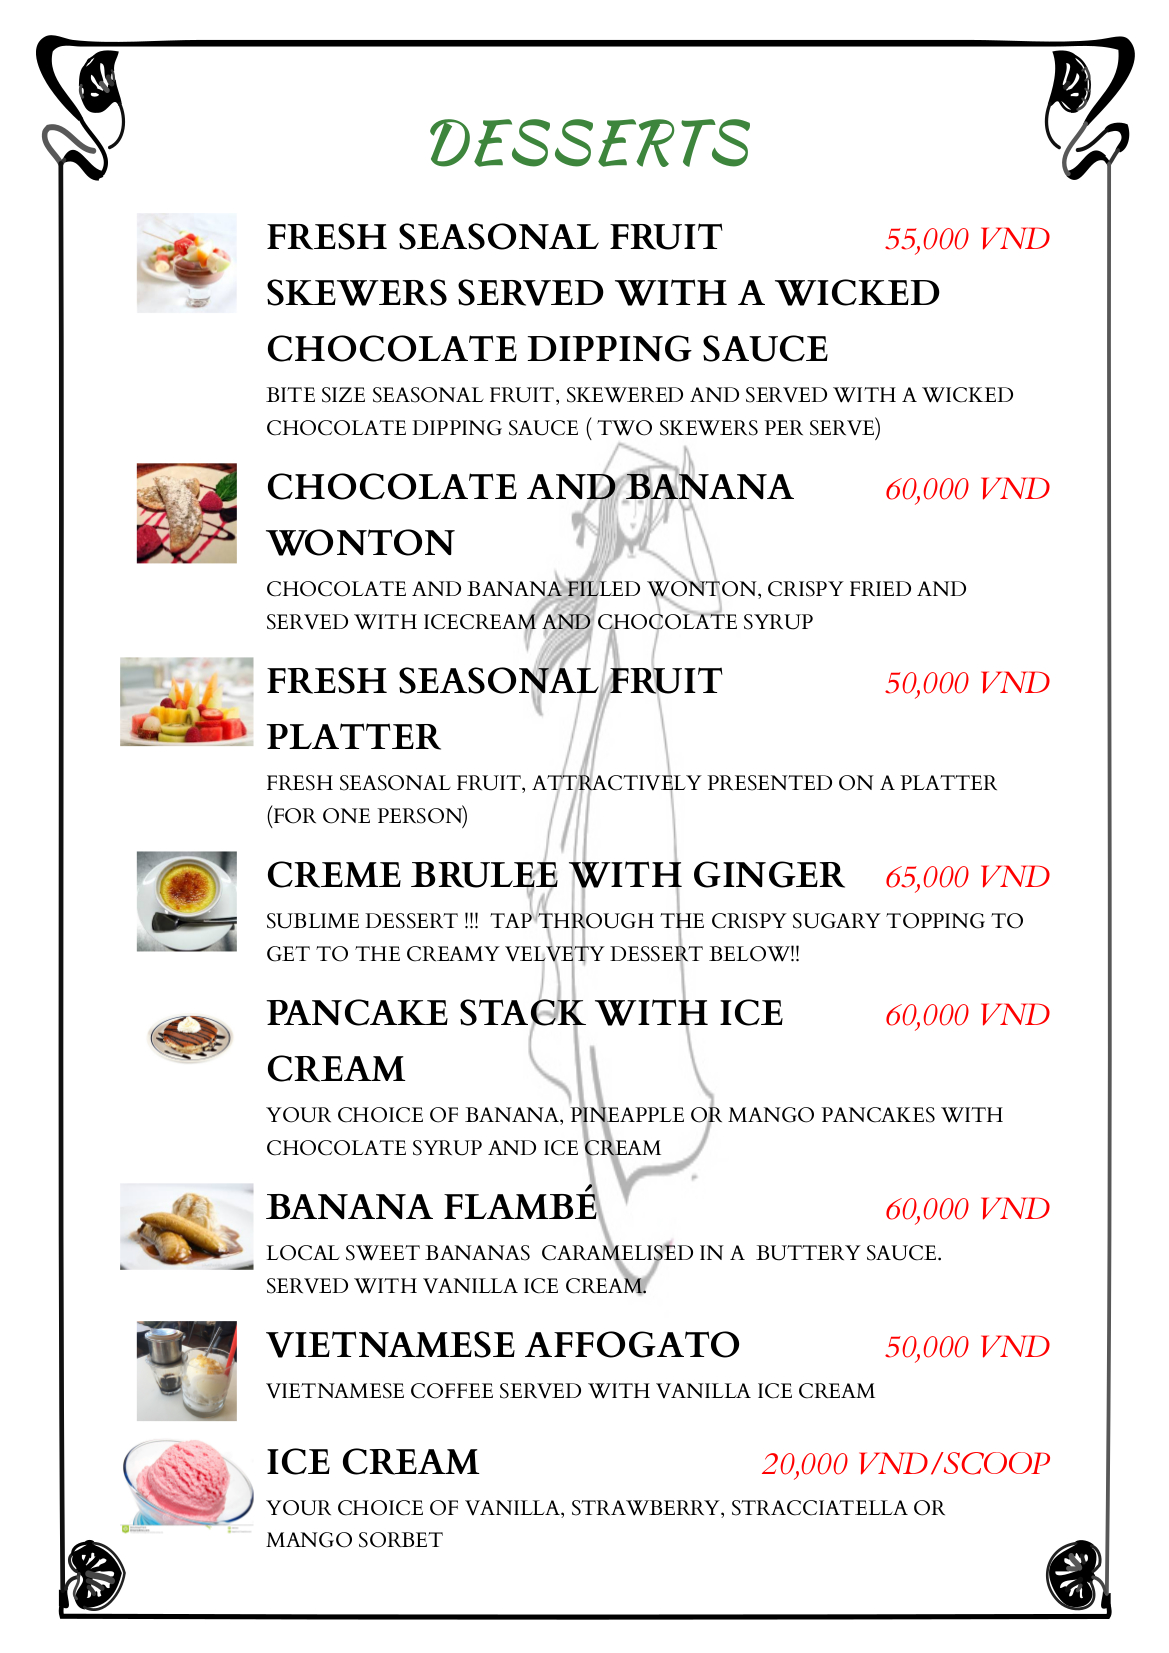 DESSERTS
FRESH SEASONAL FRUIT 55,000 VND
SKEWERS SERVED WITH A WICKED
CHOCOLATE DIPPING SAUCE
BITE SIZE SEASONAL FRUIT, SKEWERED AND SERVED WITH A WICKED
CHOCOLATE DIPPING SAUCE ( TWO SKEWERS PER SERVE)
CHOCOLATE AND BANANA 60,000 VND
WONTON
CHOCOLATE AND BANANA FILLED WONTON, CRISPY FRIED AND
SERVED WITH ICECREAM AND CHOCOLATE SYRUP
FRESH SEASONAL FRUIT 50,000 VND
PLATTER
FRESH SEASONAL FRUIT, ATTRACTIVELY PRESENTED ON A PLATTER
(FOR ONE PERSON)
CREME BRULEE WITH GINGER 65,000 VND
SUBLIME DESSERT !!! TAP THROUGH THE CRISPY SUGARY TOPPING TO
GET TO THE CREAMY VELVETY DESSERT BELOW!!
PANCAKE STACK WITH ICE 60,000 VND
CREAM
YOUR CHOICE OF BANANA, PINEAPPLE OR MANGO PANCAKES WITH
CHOCOLATE SYRUP AND ICE CREAM
BANANA FLAMBÉ 60,000 VND
LOCAL SWEET BANANAS CARAMELISED IN A BUTTERY SAUCE.
SERVED WITH VANILLA ICE CREAM.
VIETNAMESE AFFOGATO 50,000 VND
VIETNAMESE COFFEE SERVED WITH VANILLA ICE CREAM
ICE CREAM 20,000 VND/SCOOP
YOUR CHOICE OF VANILLA, STRAWBERRY, STRACCIATELLA OR
MANGO SORBET